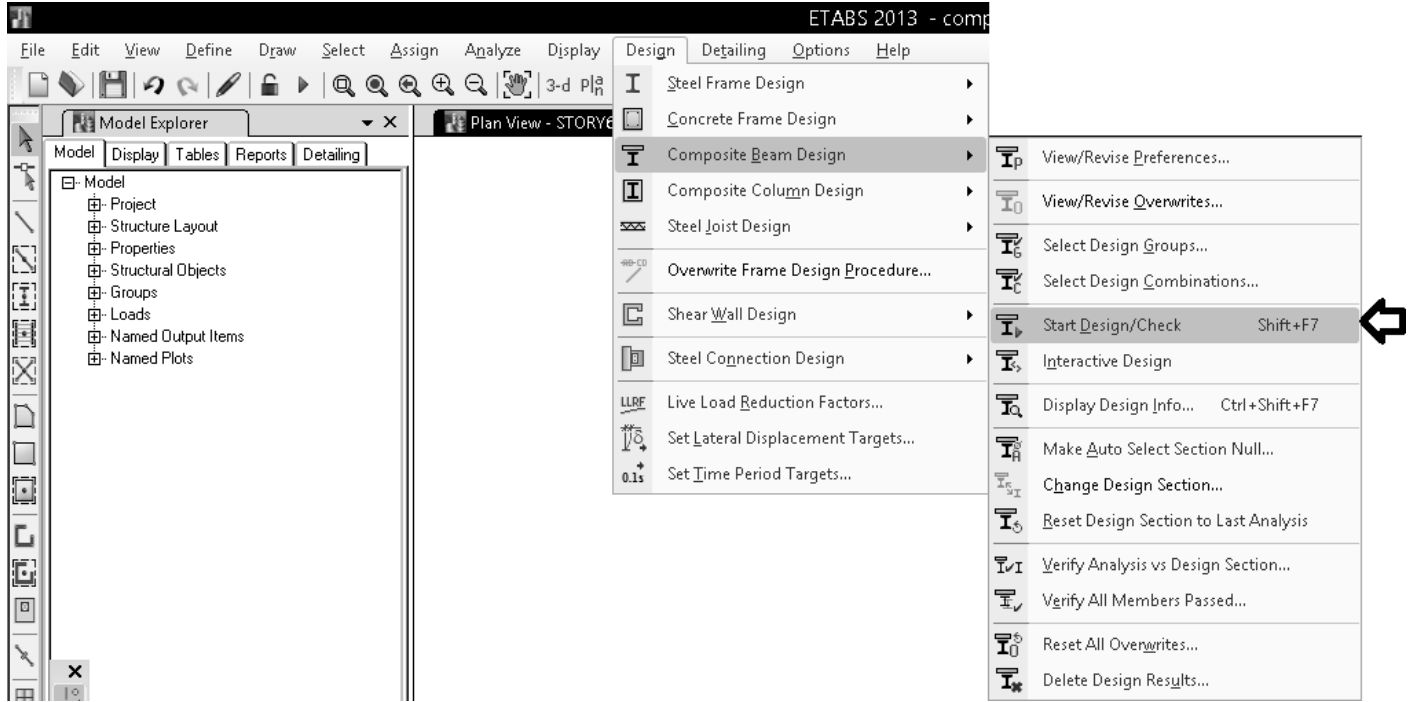 ETABS 2013 - comp
File Edit View Define Draw Select Assign Analyze Display Design Detailing Options Help
3-d
Model Explorer
Plan View - STORY6
Model Display Tables Reports Detailing
Model
Project
Structure Layout
Properties
Structural Objects
Groups
Loads
Named Output Items
Named Plots
Steel Frame Design
Concrete Frame Design
Composite Beam Design
Composite Column Design
Steel Joist Design
Overwrite Frame Design Procedure...
Shear Wall Design
Steel Connection Design
LLRF Live Load Reduction Factors...
Set Lateral Displacement Targets...
0.1s Set Time Period Targets...
View/Revise Preferences...
View/Revise Overwrites...
Select Design Groups...
Select Design Combinations...
Start Design/Check Shift+F7
Interactive Design
Display Design Info... Ctrl+Shift+F7
Make Auto Select Section Null...
Change Design Section...
Reset Design Section to Last Analysis
Verify Analysis vs Design Section...
Verify All Members Passed...
Reset All Overwrites...
Delete Design Results...